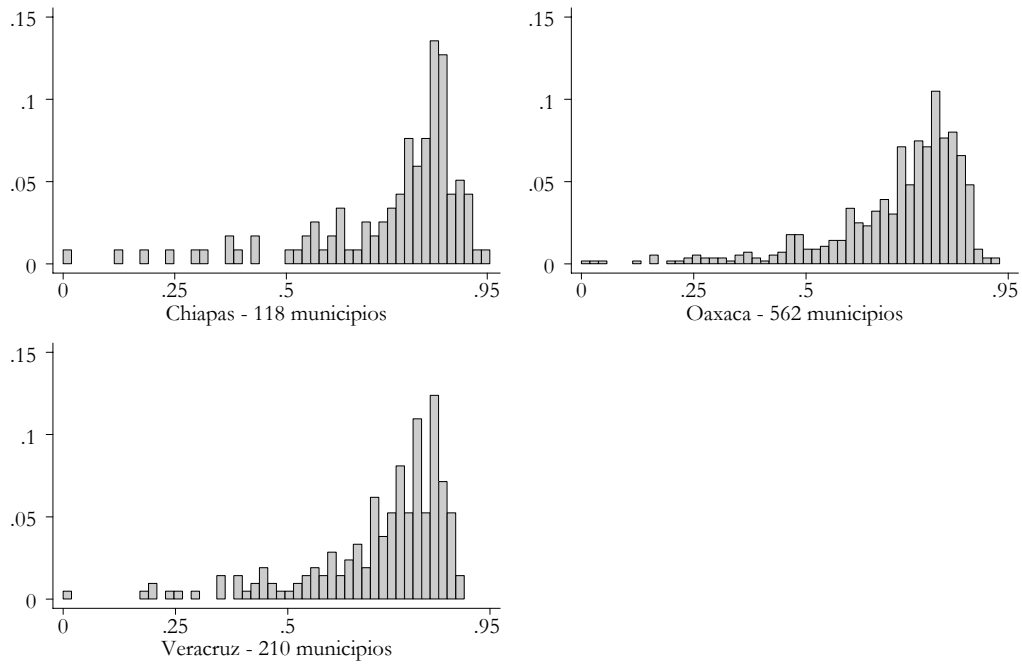 .15
.1
.05
0
0 .25 .5 .95
Chiapas - 118 municipios
.15
.1
.05
0
0 .25 .5 .95
Oaxaca - 562 municipios
.15
.1
.05
0
0 .25 .5 .95
Veracruz - 210 municipios